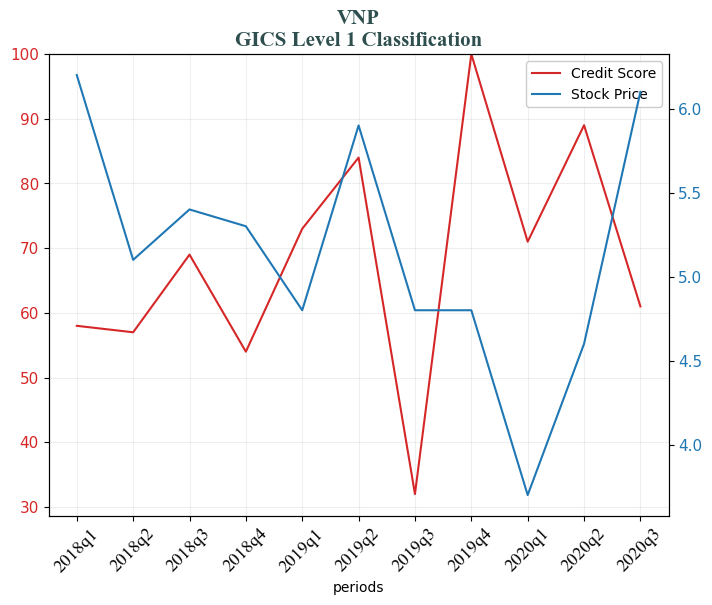 VNP
GICS Level 1 Classification
Credit Score
Stock Price
100
90
80
70
60
50
40
30
6.0
5.5
5.0
4.5
4.0
2018q1
2018q2
2018q3
2018q4
2019q1
2019q2
2019q3
2019q4
2020q1
2020q2
2020q3
periods